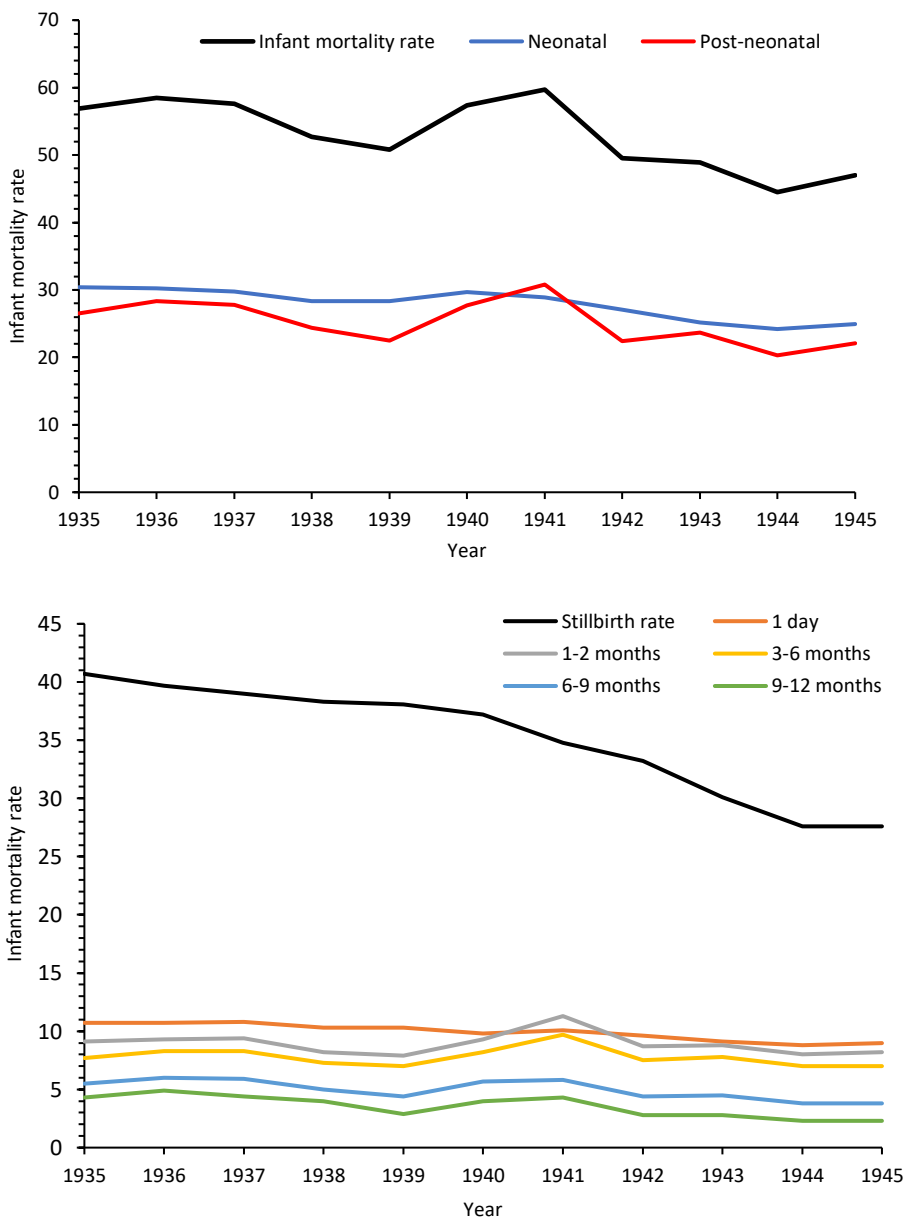 70
Infant mortality rate Neonatal Post-neonatal
60
50
40
30
20
10
0
Infant mortality rate
1935 1936 1937 1938 1939 1940 1941 1942 1943 1944 1945
Year
45
Stillbirth rate 1 day
1-2 months 3-6 months
6-9 months 9-12 months
40
35
30
25
20
15
10
5
0
Infant mortality rate
1935 1936 1937 1938 1939 1940 1941 1942 1943 1944 1945
Year